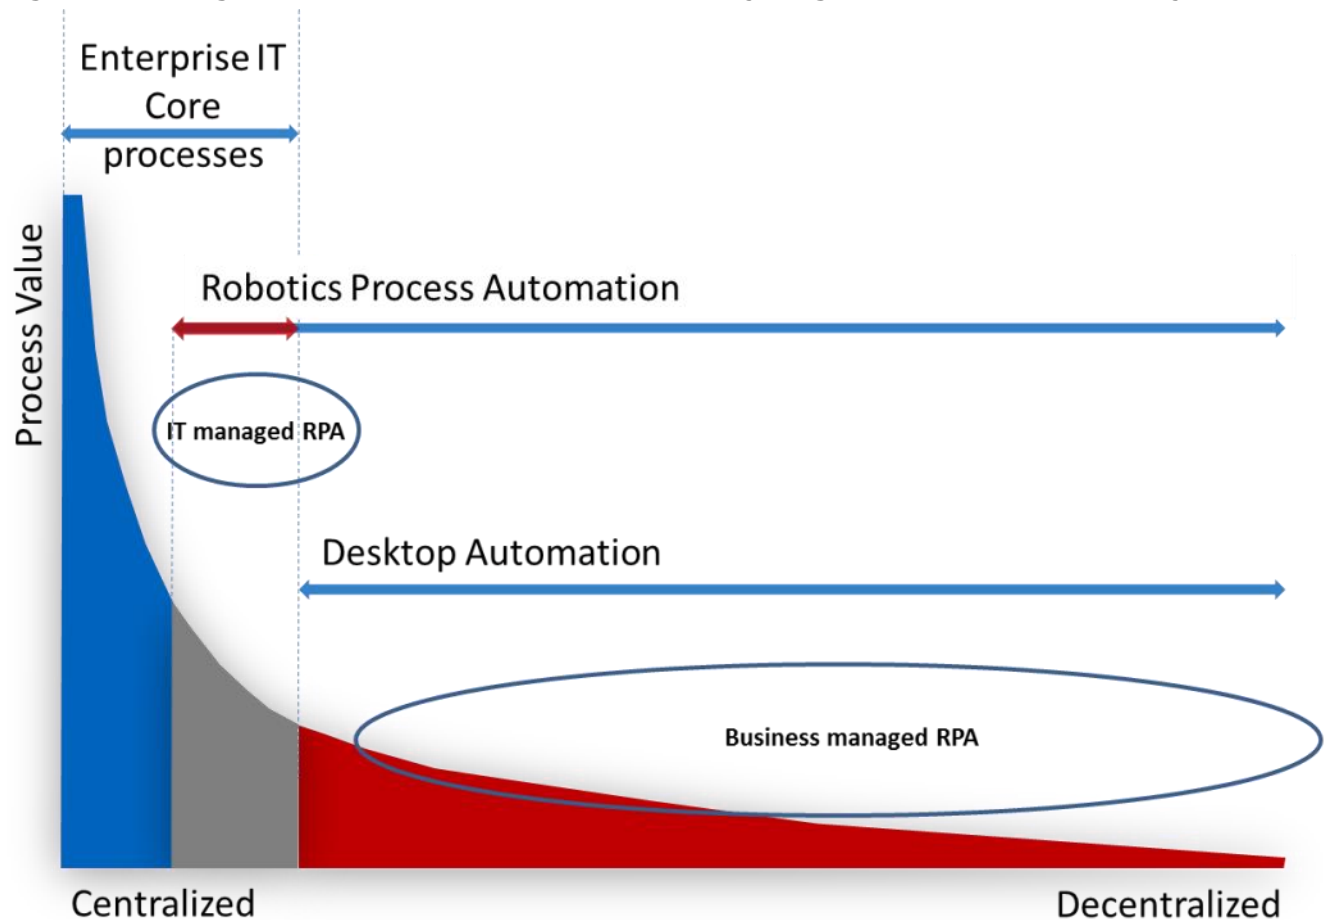 Enterprise IT
Core
processes
Process Value
Robotics Process Automation
IT managed RPA
Desktop Automation
Business managed RPA
Centralized
Decentralized